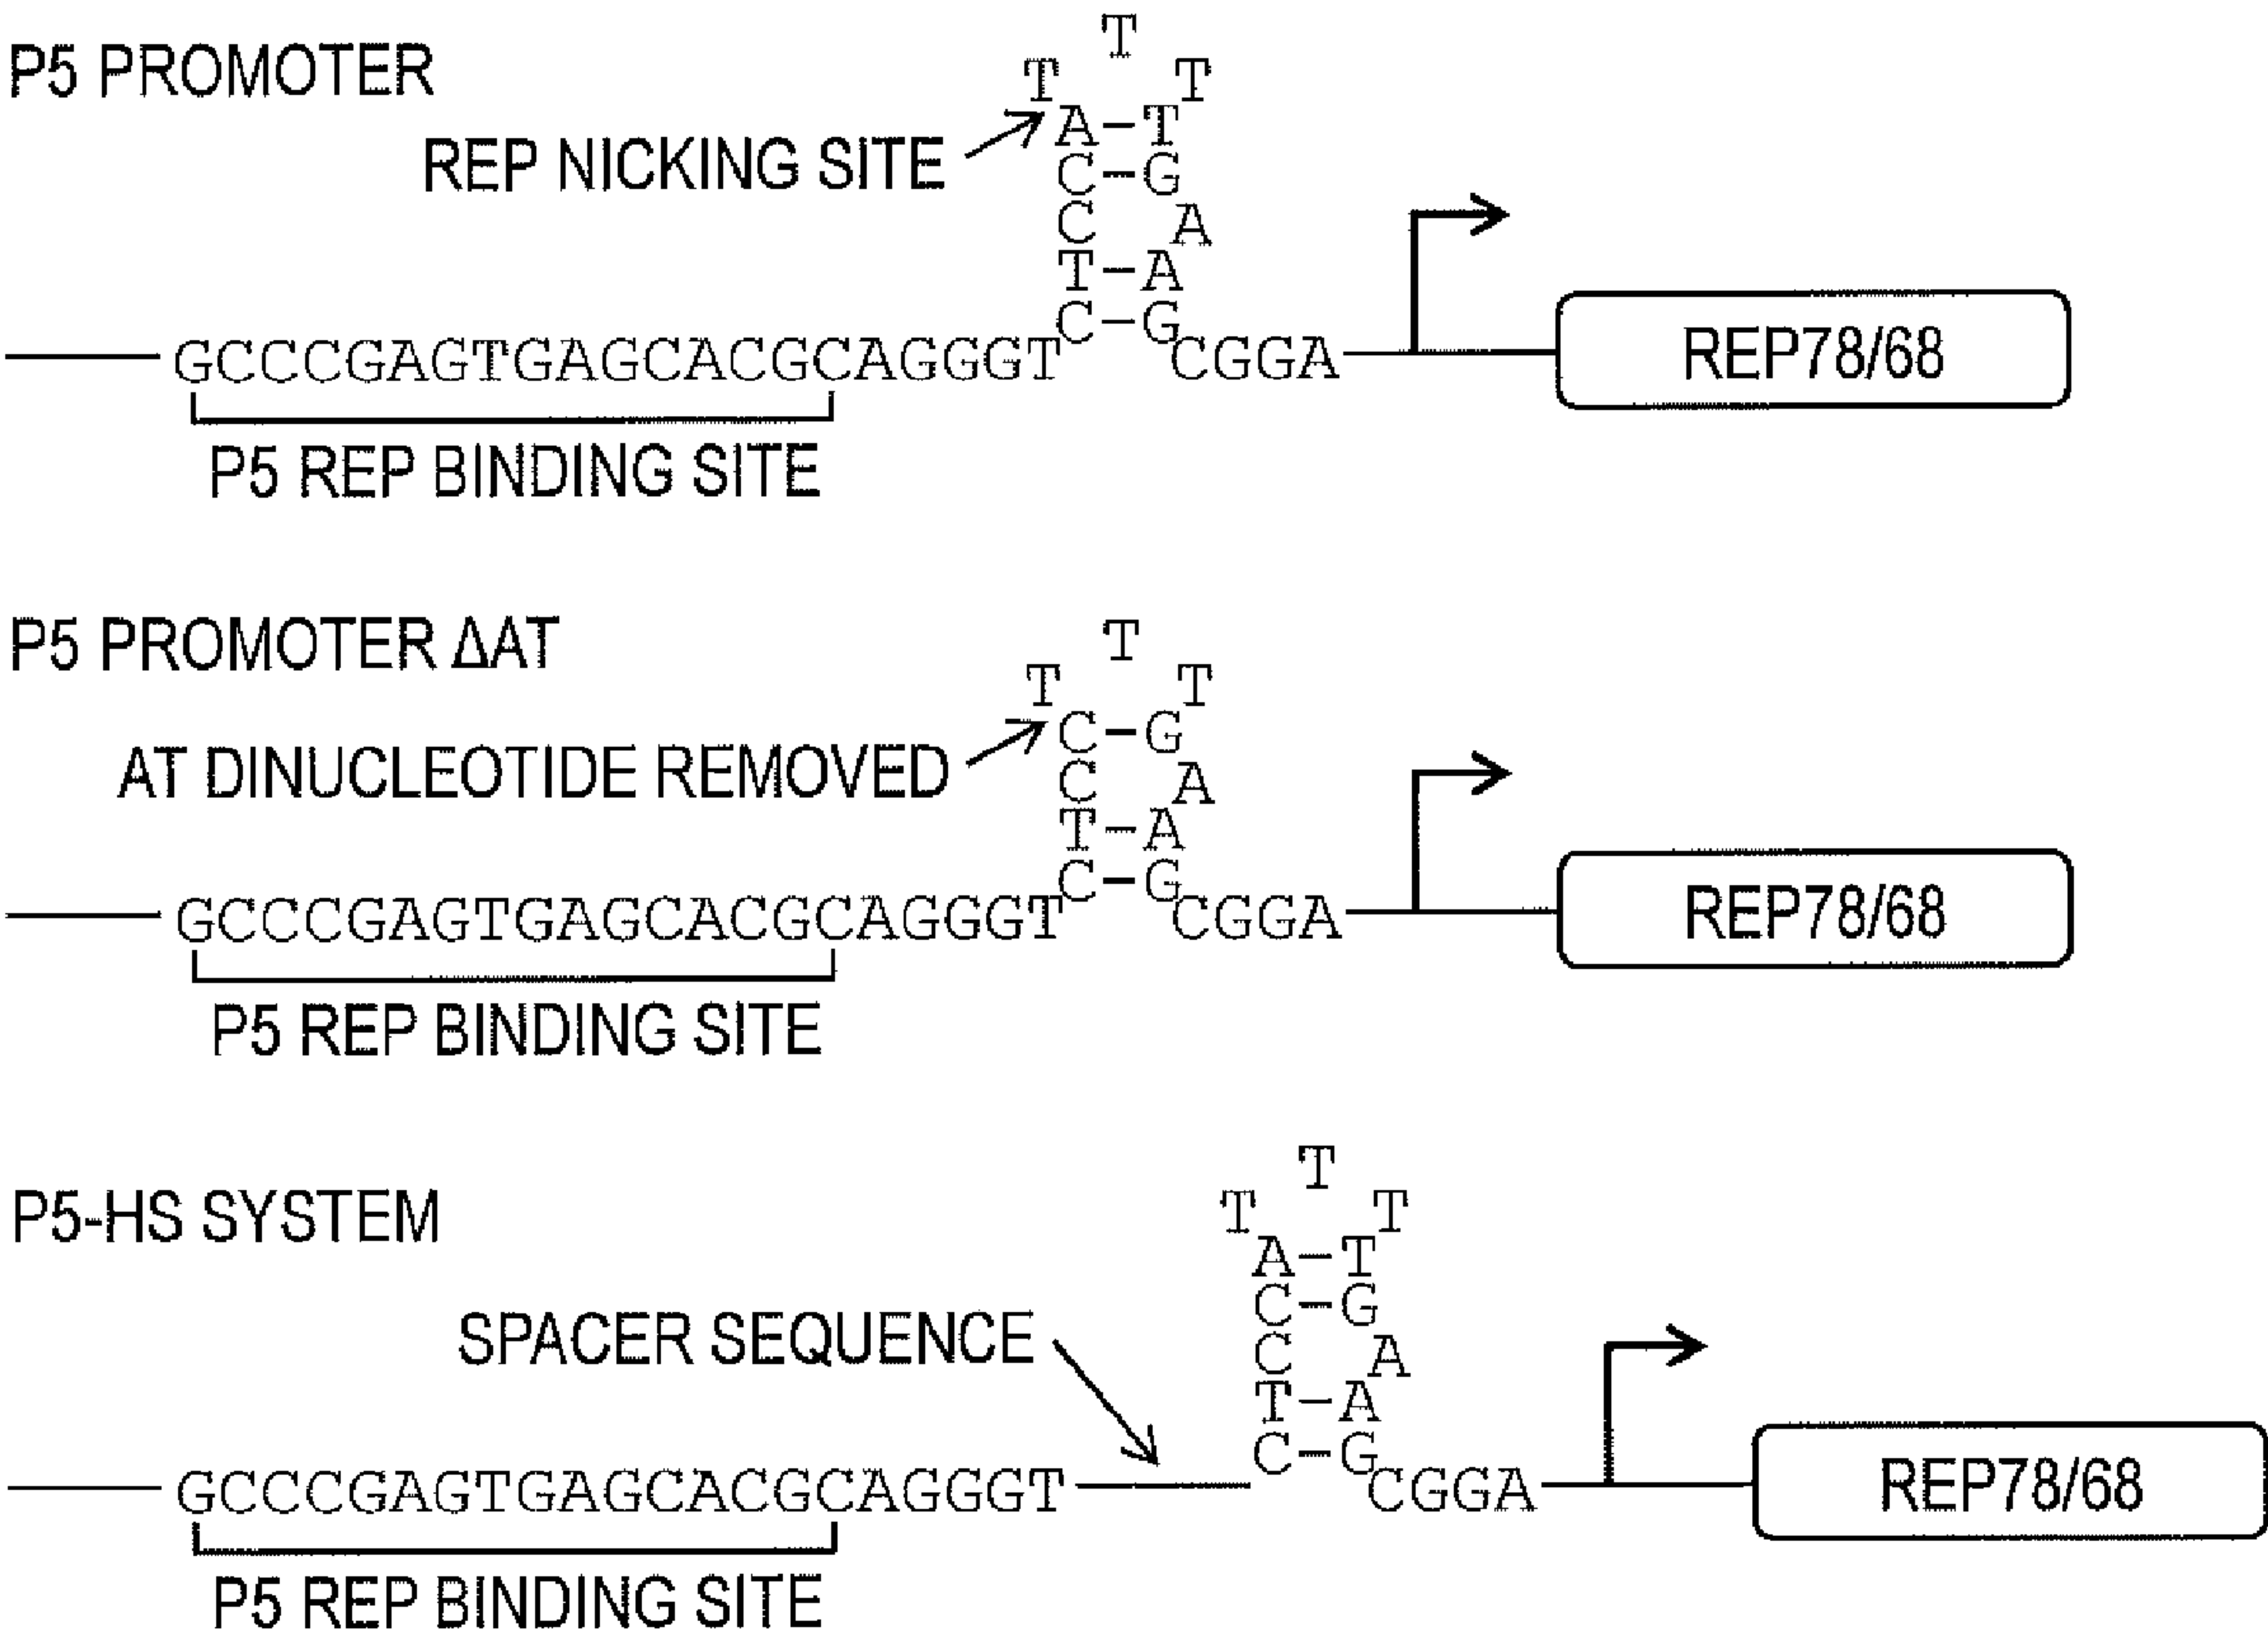 P5 PROMOTER
T
T T
A–T
REP NICKING SITE
C–G
C A
T–A
C–G
GCCCGAGTGAGCACGCAGGGT CGGA
REP78/68
P5 REP BINDING SITE
P5 PROMOTER ΔAT
T
T T
C–G
AT DINUCLEOTIDE REMOVED
C A
T–A
C–G
GCCCGAGTGAGCACGCAGGGT CGGA
REP78/68
P5 REP BINDING SITE
P5-HS SYSTEM
T
T T
A–T
C–G
SPACER SEQUENCE
C A
T–A
C–G
GCCCGAGTGAGCACGCAGGGT CGGA
REP78/68
P5 REP BINDING SITE